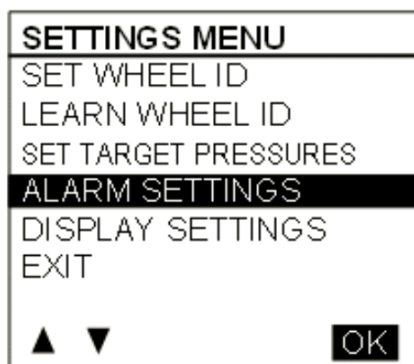 SETTINGS MENU
SET WHEEL ID
LEARN WHEEL ID
SET TARGET PRESSURES
ALARM SETTINGS
DISPLAY SETTINGS
EXIT
▲ ▼ OK